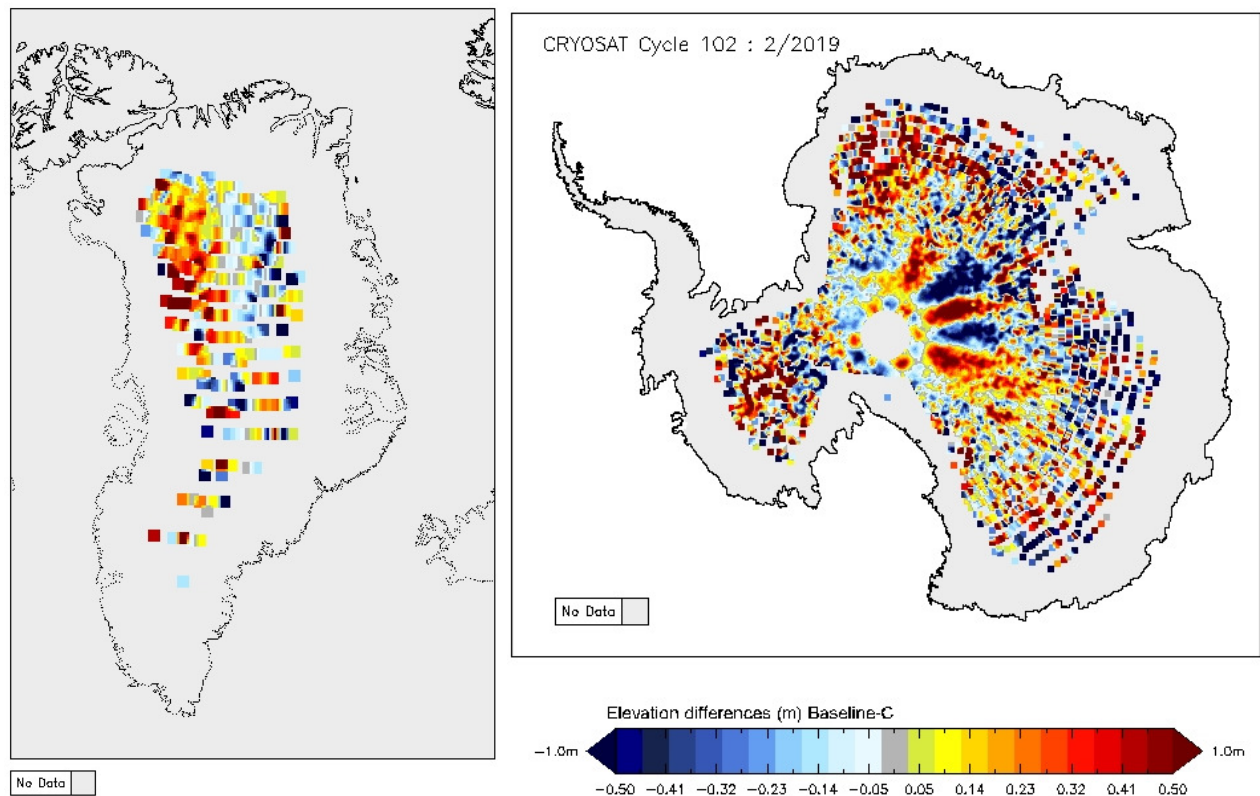 CRYOSAT Cycle 102 : 2/2019
No Data
Elevation differences (m) Baseline-C
-1.0m 1.0m
-0.50 -0.41 -0.32 -0.23 -0.14 -0.05 0.05 0.14 0.23 0.32 0.41 0.50
No Data